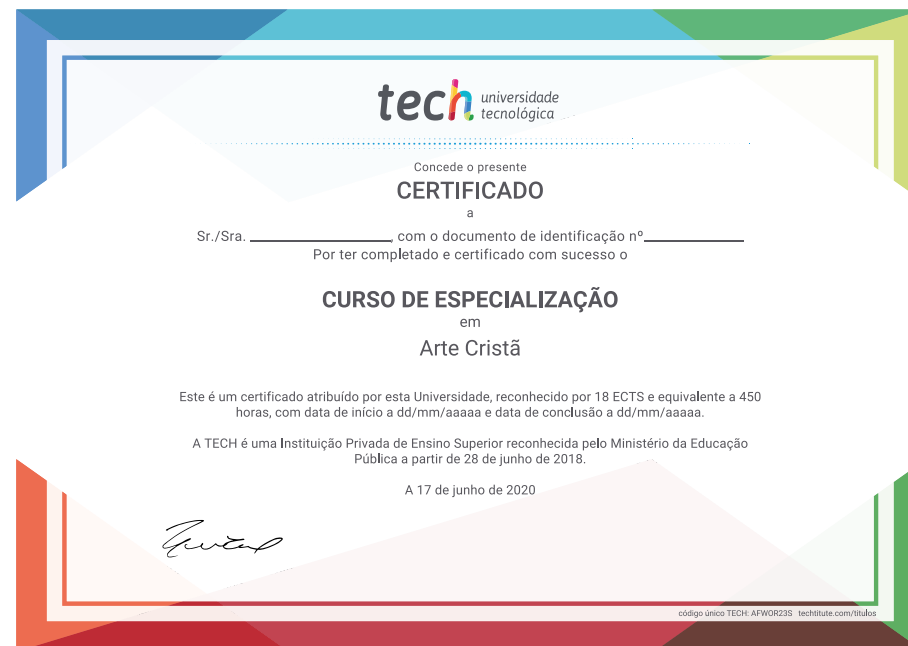 tech universidade
tecnológica
Concede o presente
CERTIFICADO
a
Sr./Sra. ____________________, com o documento de identificação nº______________
Por ter completado e certificado com sucesso o
CURSO DE ESPECIALIZAÇÃO
em
Arte Cristã
Este é um certificado atribuído por esta Universidade, reconhecido por 18 ECTS e equivalente a 450
horas, com data de início a dd/mm/aaaaa e data de conclusão a dd/mm/aaaaa.
A TECH é uma Instituição Privada de Ensino Superior reconhecida pelo Ministério da Educação
Pública a partir de 28 de junho de 2018.
A 17 de junho de 2020
código único TECH: AFWOR23S techtitute.com/titulos